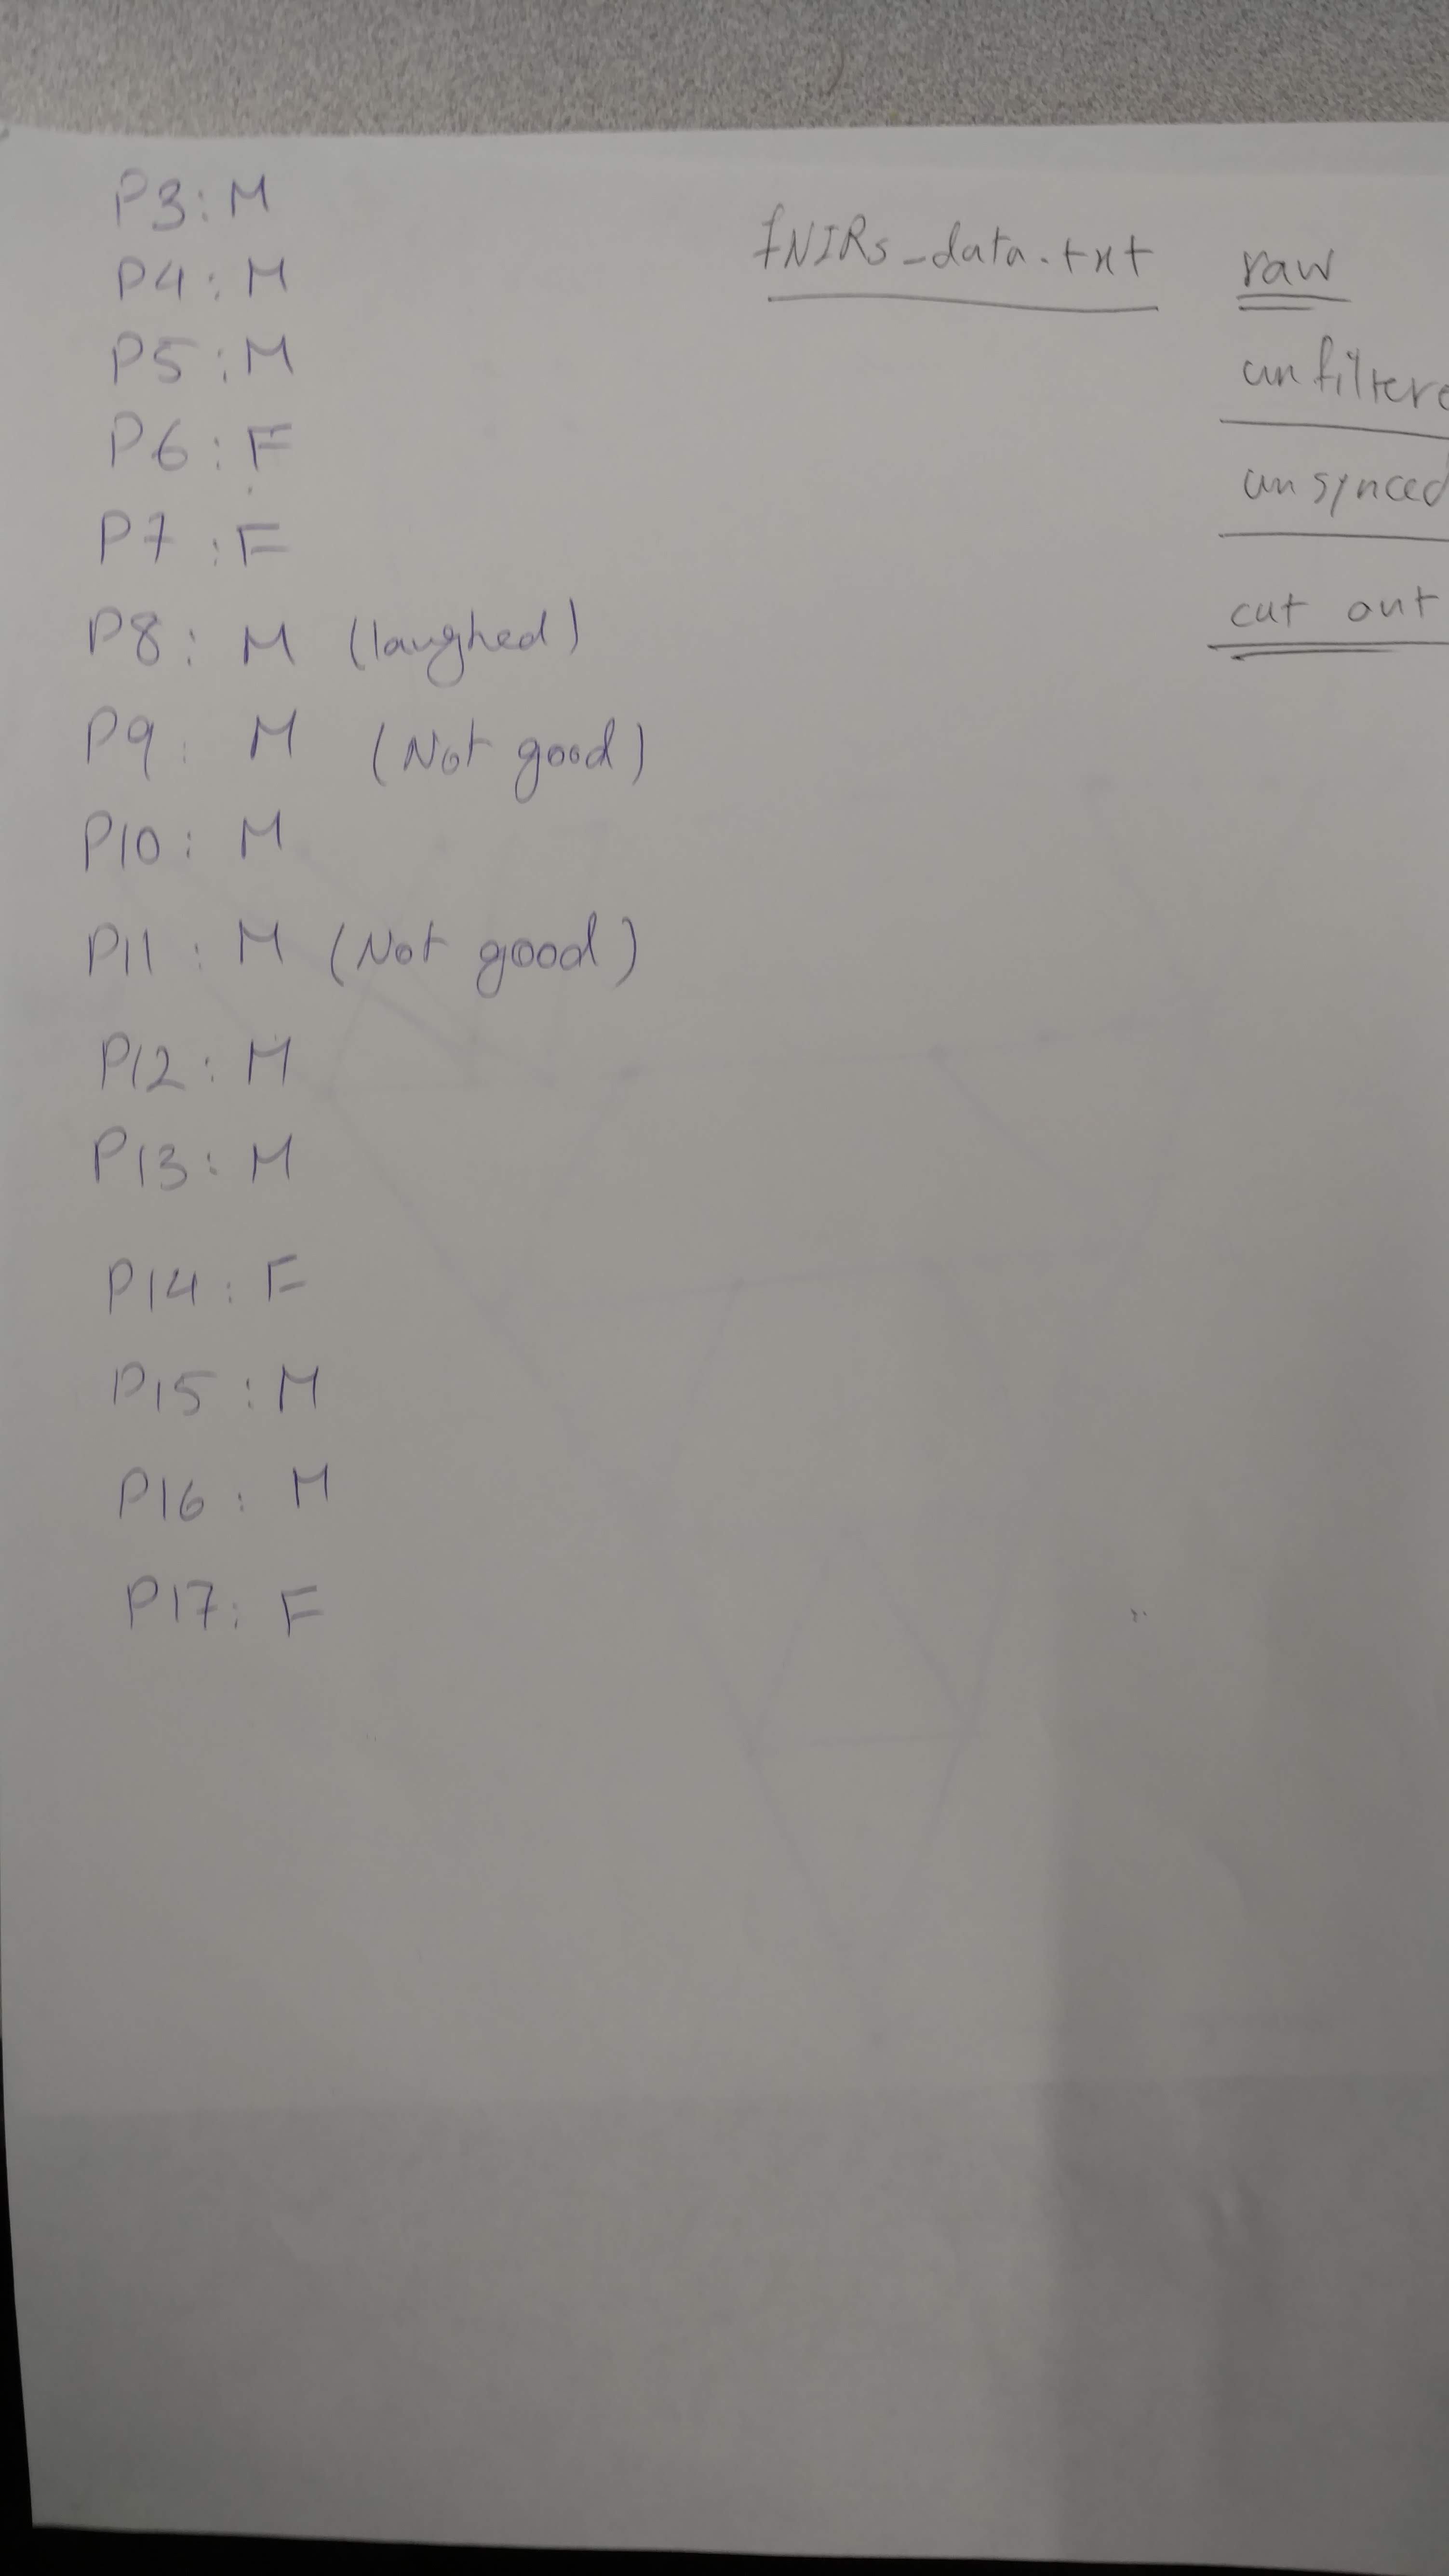 P3: M
P4: M
P5: M
P6: F
P7: F
P8: M (laughed)
P9: M (Not good)
P10: M
P11: M (Not good)
P12: M
P13: M
P14: F
P15: M
P16: M
P17: F
fNIRs_data.txt raw
unfiltere
unsynced
cut out